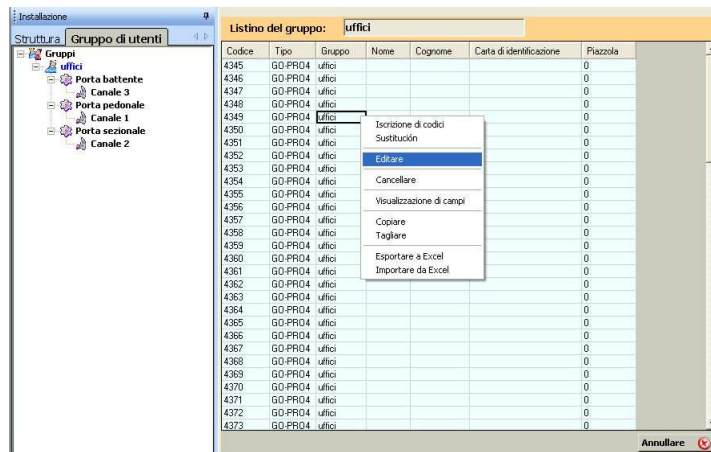 Installazione
Struttura Gruppo di utenti
Gruppi
uffici
Porta battente
Canale 3
Porta pedonale
Canale 1
Porta sezionale
Canale 2
Listino del gruppo: uffici
Codice Tipo Gruppo Nome Cognome Carta di identificazione Piazzola
4345 GO-PRO4 uffici 0
4346 GO-PRO4 uffici 0
4347 GO-PRO4 uffici 0
4348 GO-PRO4 uffici 0
4349 GO-PRO4 uffici 0
4350 GO-PRO4 uffici 0
4351 GO-PRO4 uffici 0
4352 GO-PRO4 uffici 0
4353 GO-PRO4 uffici 0
4354 GO-PRO4 uffici 0
4355 GO-PRO4 uffici 0
4356 GO-PRO4 uffici 0
4357 GO-PRO4 uffici 0
4358 GO-PRO4 uffici 0
4359 GO-PRO4 uffici 0
4360 GO-PRO4 uffici 0
4361 GO-PRO4 uffici 0
4362 GO-PRO4 uffici 0
4363 GO-PRO4 uffici 0
4364 GO-PRO4 uffici 0
4365 GO-PRO4 uffici 0
4366 GO-PRO4 uffici 0
4367 GO-PRO4 uffici 0
4368 GO-PRO4 uffici 0
4369 GO-PRO4 uffici 0
4370 GO-PRO4 uffici 0
4371 GO-PRO4 uffici 0
4372 GO-PRO4 uffici 0
4373 GO-PRO4 uffici 0
Iscrizione di codici
Sustitución
Editare
Cancellare
Visualizzazione di campi
Copiare
Tagliare
Esportare a Excel
Importare da Excel
Annullare